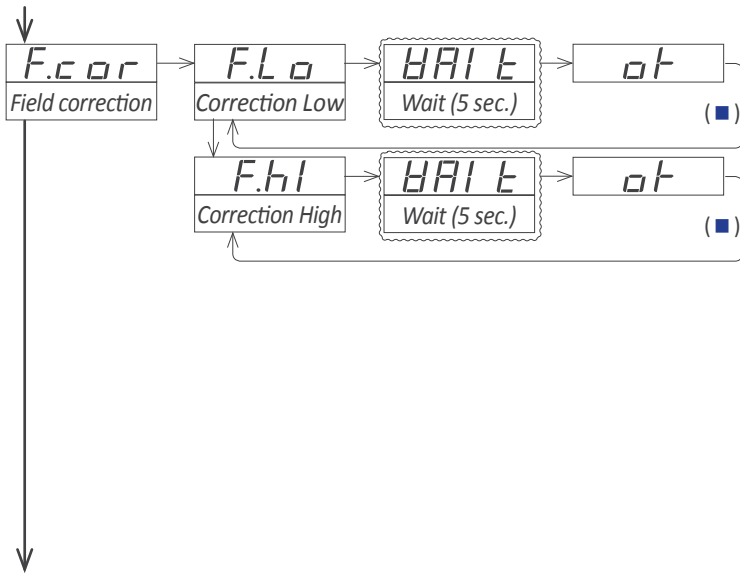 F.cor
Field correction
F.Lo
Correction Low
WAIt
Wait (5 sec.)
ok
(■)
F.hI
Correction High
WAIt
Wait (5 sec.)
ok
(■)